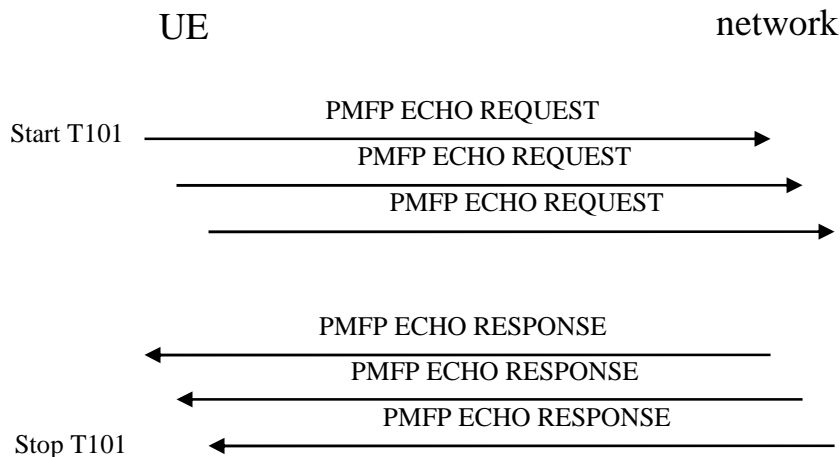 UE network
PMFP ECHO REQUEST
Start T101
PMFP ECHO REQUEST
PMFP ECHO REQUEST
PMFP ECHO RESPONSE
PMFP ECHO RESPONSE
PMFP ECHO RESPONSE
Stop T101